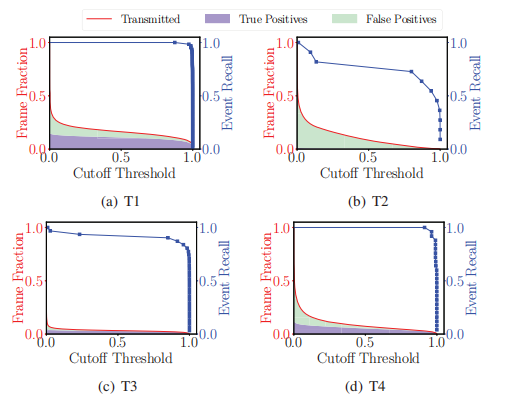 Transmitted True Positives False Positives
1.0 0.5 0.0
Frame Fraction
0.0 0.5 1.0
Cutoff Threshold
1.0 0.5 0.0
Event Recall
(a) T1
1.0 0.5 0.0
Frame Fraction
0.0 0.5 1.0
Cutoff Threshold
1.0 0.5 0.0
Event Recall
(b) T2
1.0 0.5 0.0
Frame Fraction
0.0 0.5 1.0
Cutoff Threshold
1.0 0.5 0.0
Event Recall
(c) T3
1.0 0.5 0.0
Frame Fraction
0.0 0.5 1.0
Cutoff Threshold
1.0 0.5 0.0
Event Recall
(d) T4